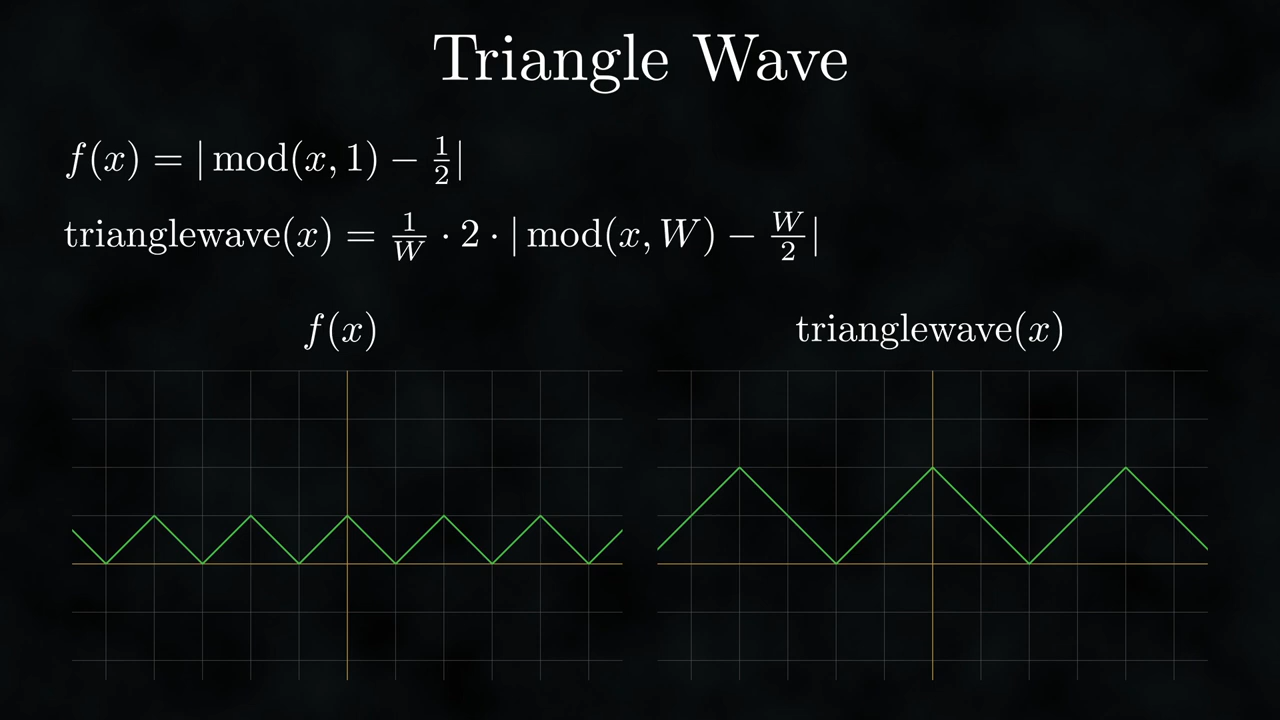 Triangle Wave
f(x) = | mod(x, 1) − 1/2 |
trianglewave(x) = 1/W · 2 · | mod(x, W) − W/2 |
f(x)
trianglewave(x)